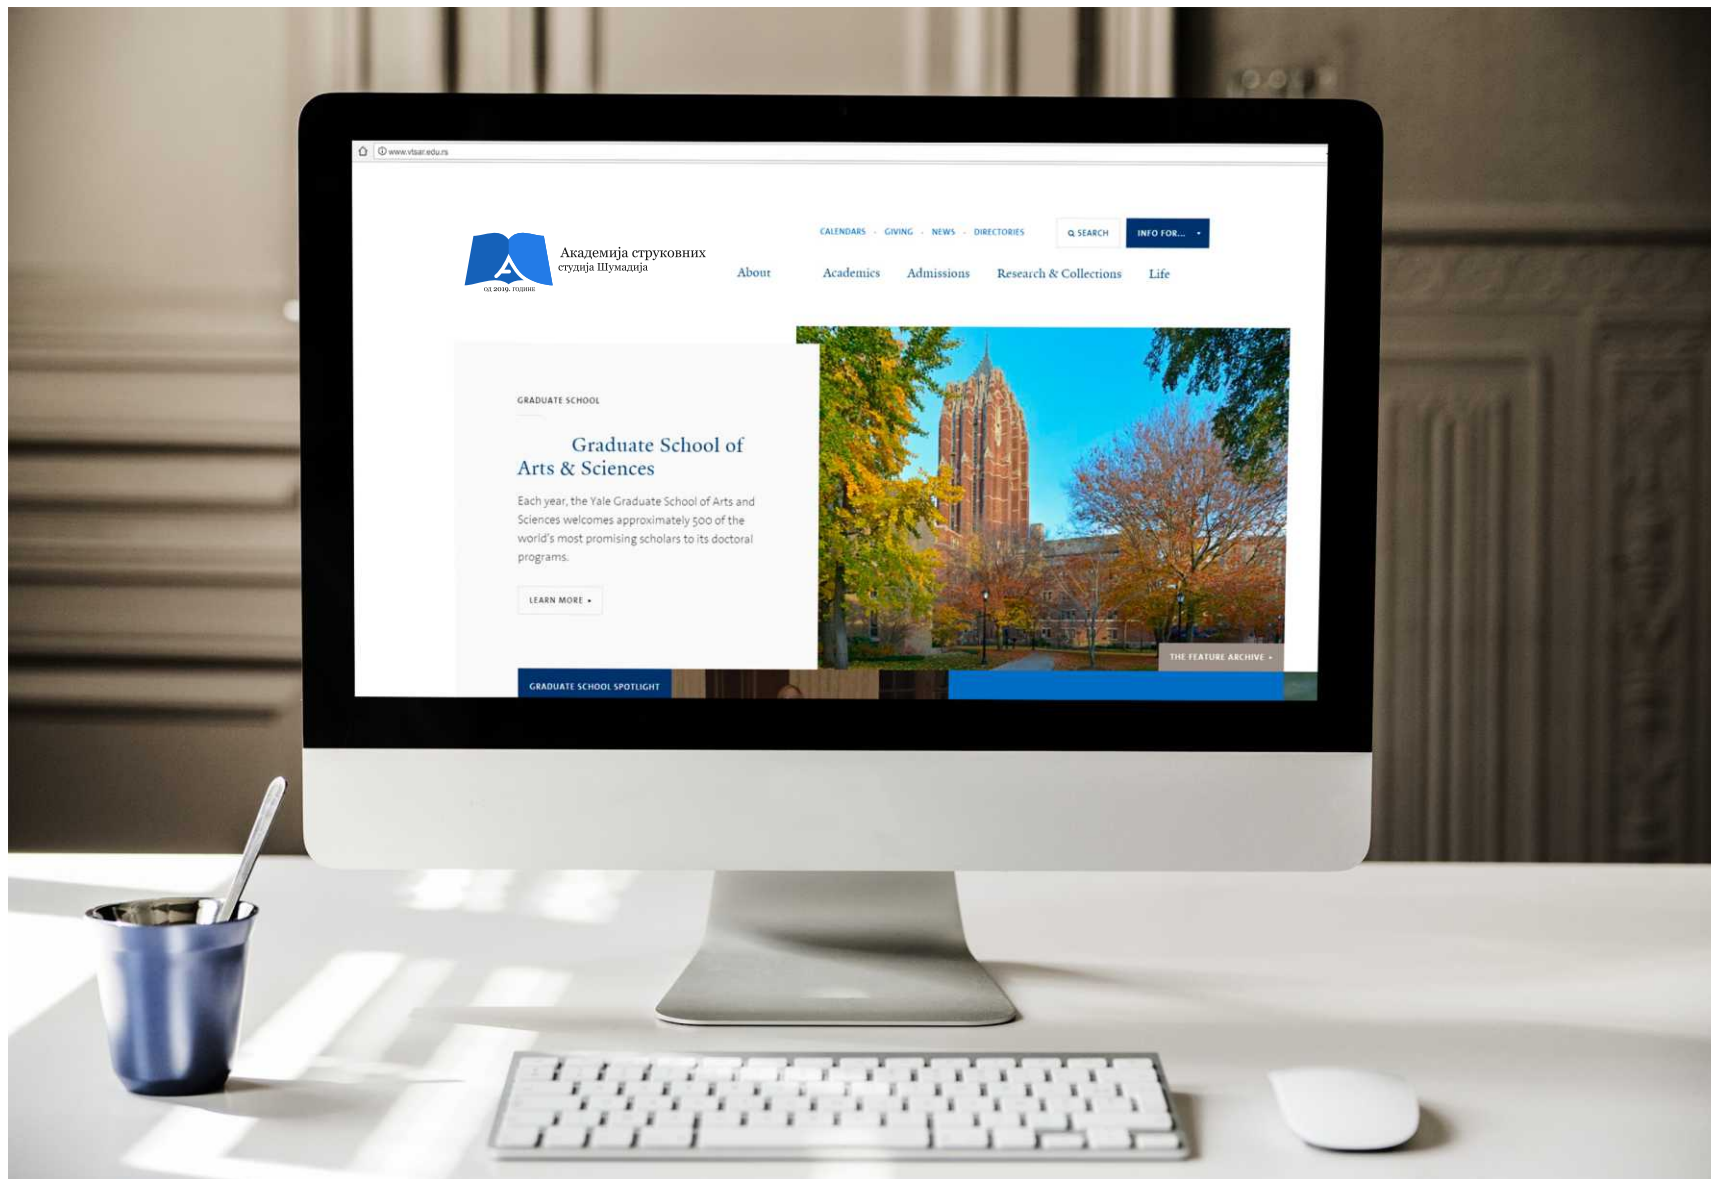 www.vtsar.edu.rs
Академија струковних
студија Шумадија
од 2019. године
CALENDARS - GIVING - NEWS - DIRECTORIES
SEARCH
INFO FOR...
About Academics Admissions Research & Collections Life
GRADUATE SCHOOL
Graduate School of
Arts & Sciences
Each year, the Yale Graduate School of Arts and
Sciences welcomes approximately 500 of the
world's most promising scholars to its doctoral
programs.
LEARN MORE
THE FEATURE ARCHIVE
GRADUATE SCHOOL SPOTLIGHT